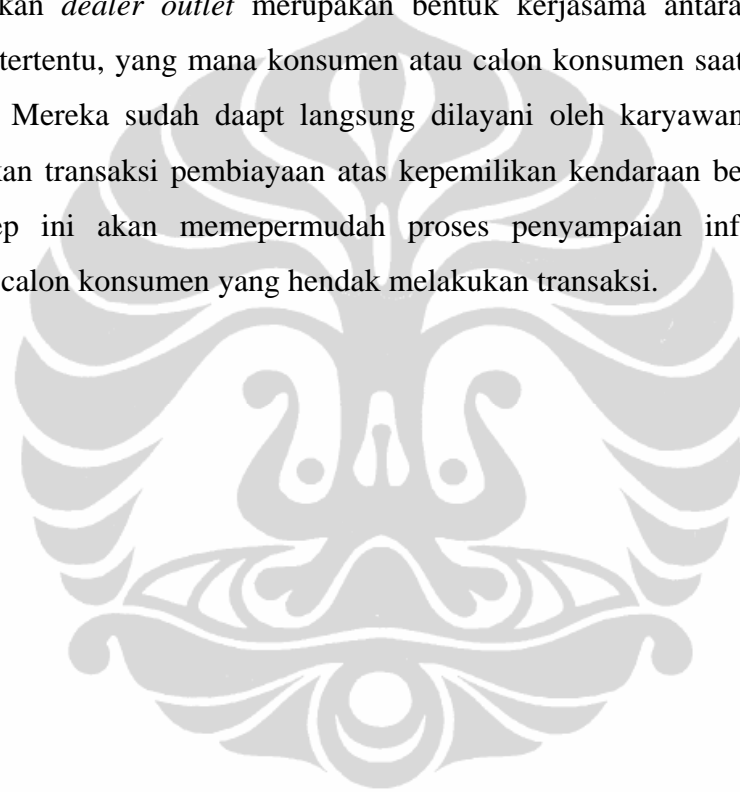 kan dealer outlet merupakan bentuk kerjasama antara
tertentu, yang mana konsumen atau calon konsumen saat
Mereka sudah daapt langsung dilayani oleh karyawan
kan transaksi pembiayaan atas kepemilikan kendaraan be
ep ini akan memepermudah proses penyampaian inf
calon konsumen yang hendak melakukan transaksi.